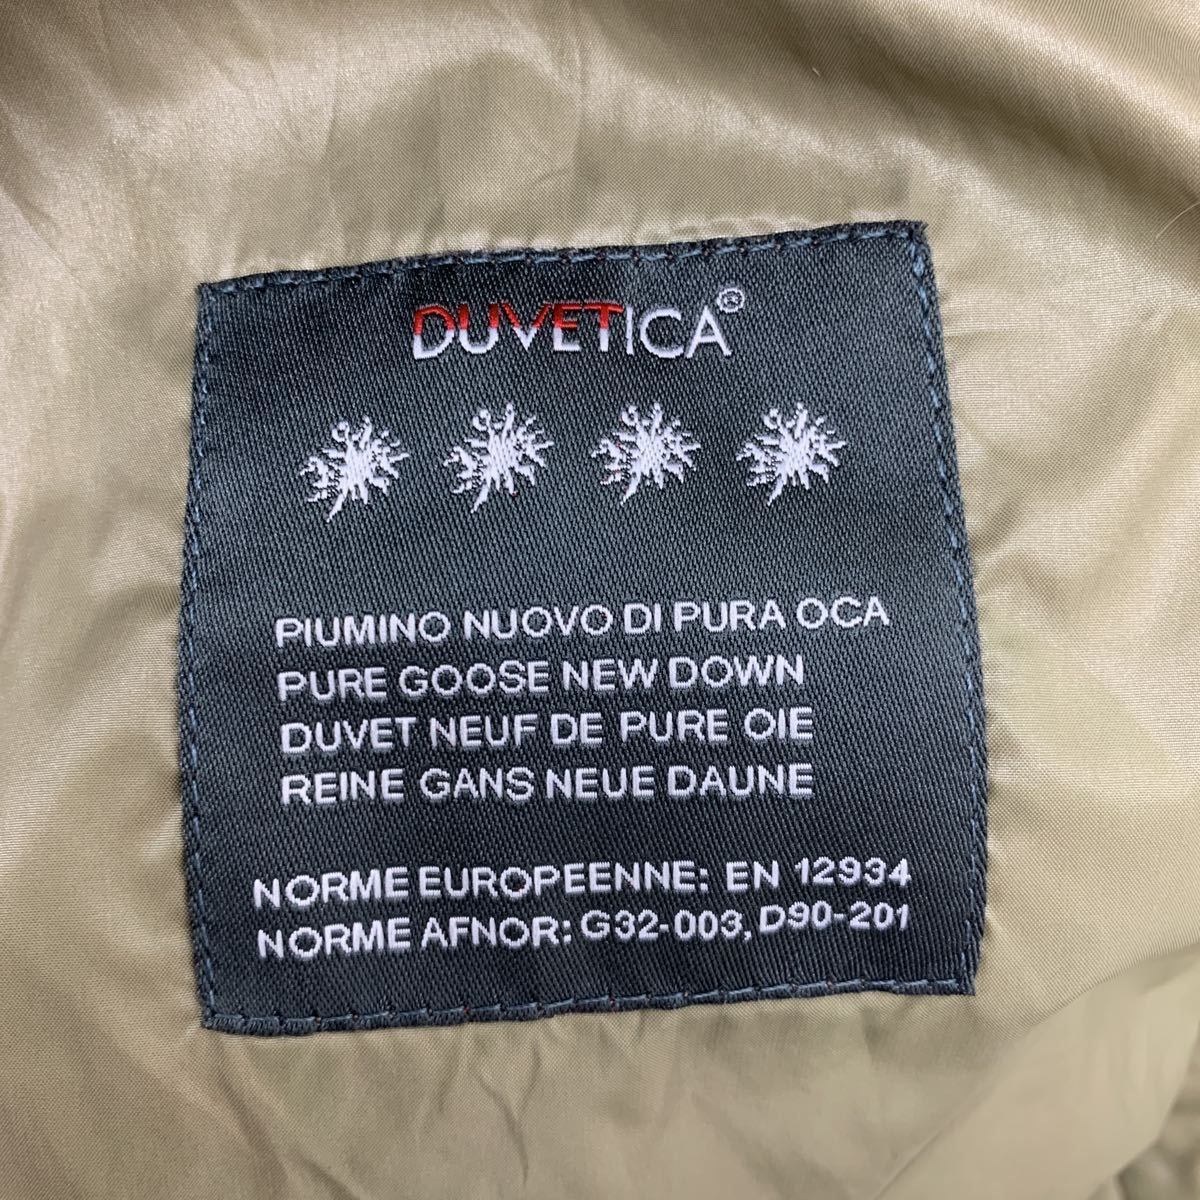 DUVETICA®
PIUMINO NUOVO DI PURA OCA
PURE GOOSE NEW DOWN
DUVET NEUF DE PURE OIE
REINE GANS NEUE DAUNE
NORME EUROPEENNE: EN 12934
NORME AFNOR: G32-003, D90-201